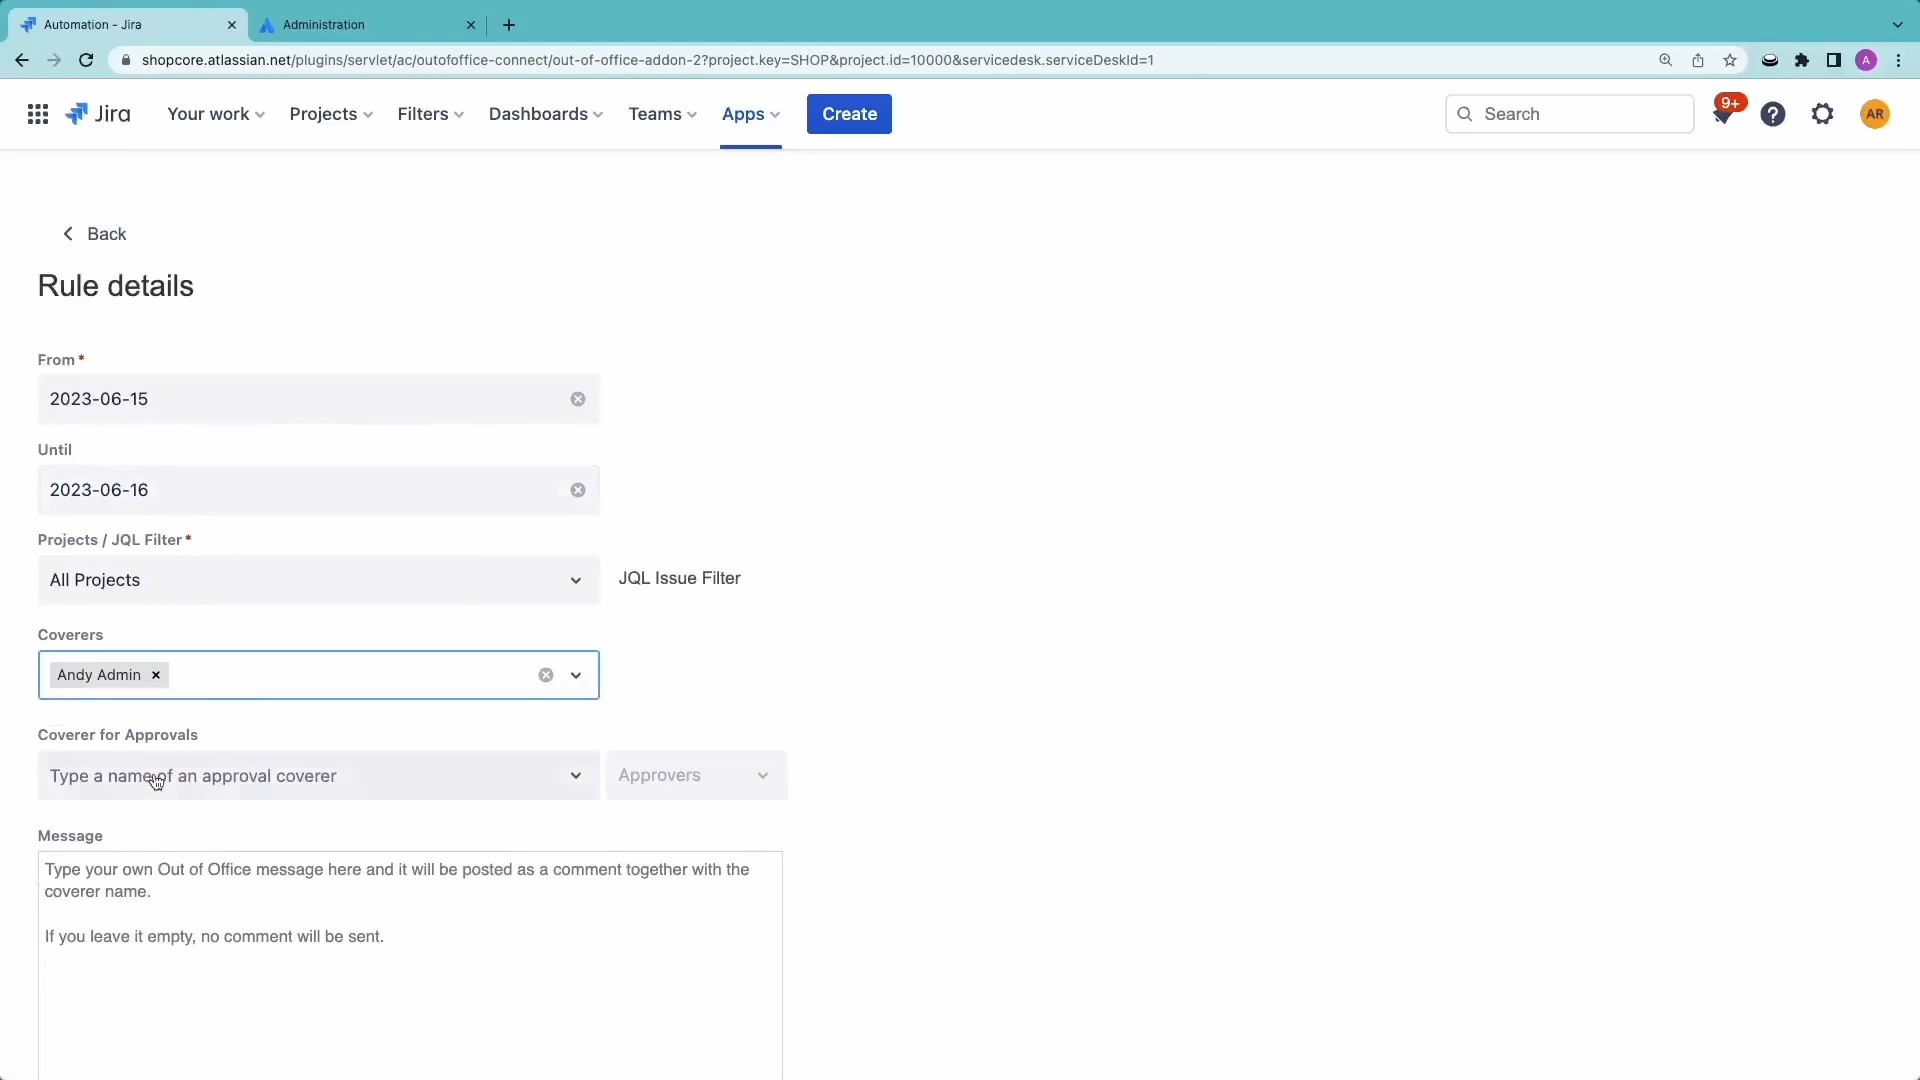 Automation - Jira
Administration
shopcore.atlassian.net/plugins/servlet/ac/outofoffice-connect/out-of-office-addon-2?project.key=SHOP&project.id=10000&servicedesk.serviceDeskId=1
A
Jira
Your work
Projects
Filters
Dashboards
Teams
Apps
Create
Search
9+
AR
Back
Rule details
From *
2023-06-15
Until
2023-06-16
Projects / JQL Filter *
All Projects
JQL Issue Filter
Coverers
Andy Admin
Coverer for Approvals
Type a name of an approval coverer
Approvers
Message
Type your own Out of Office message here and it will be posted as a comment together with the
coverer name.
If you leave it empty, no comment will be sent.